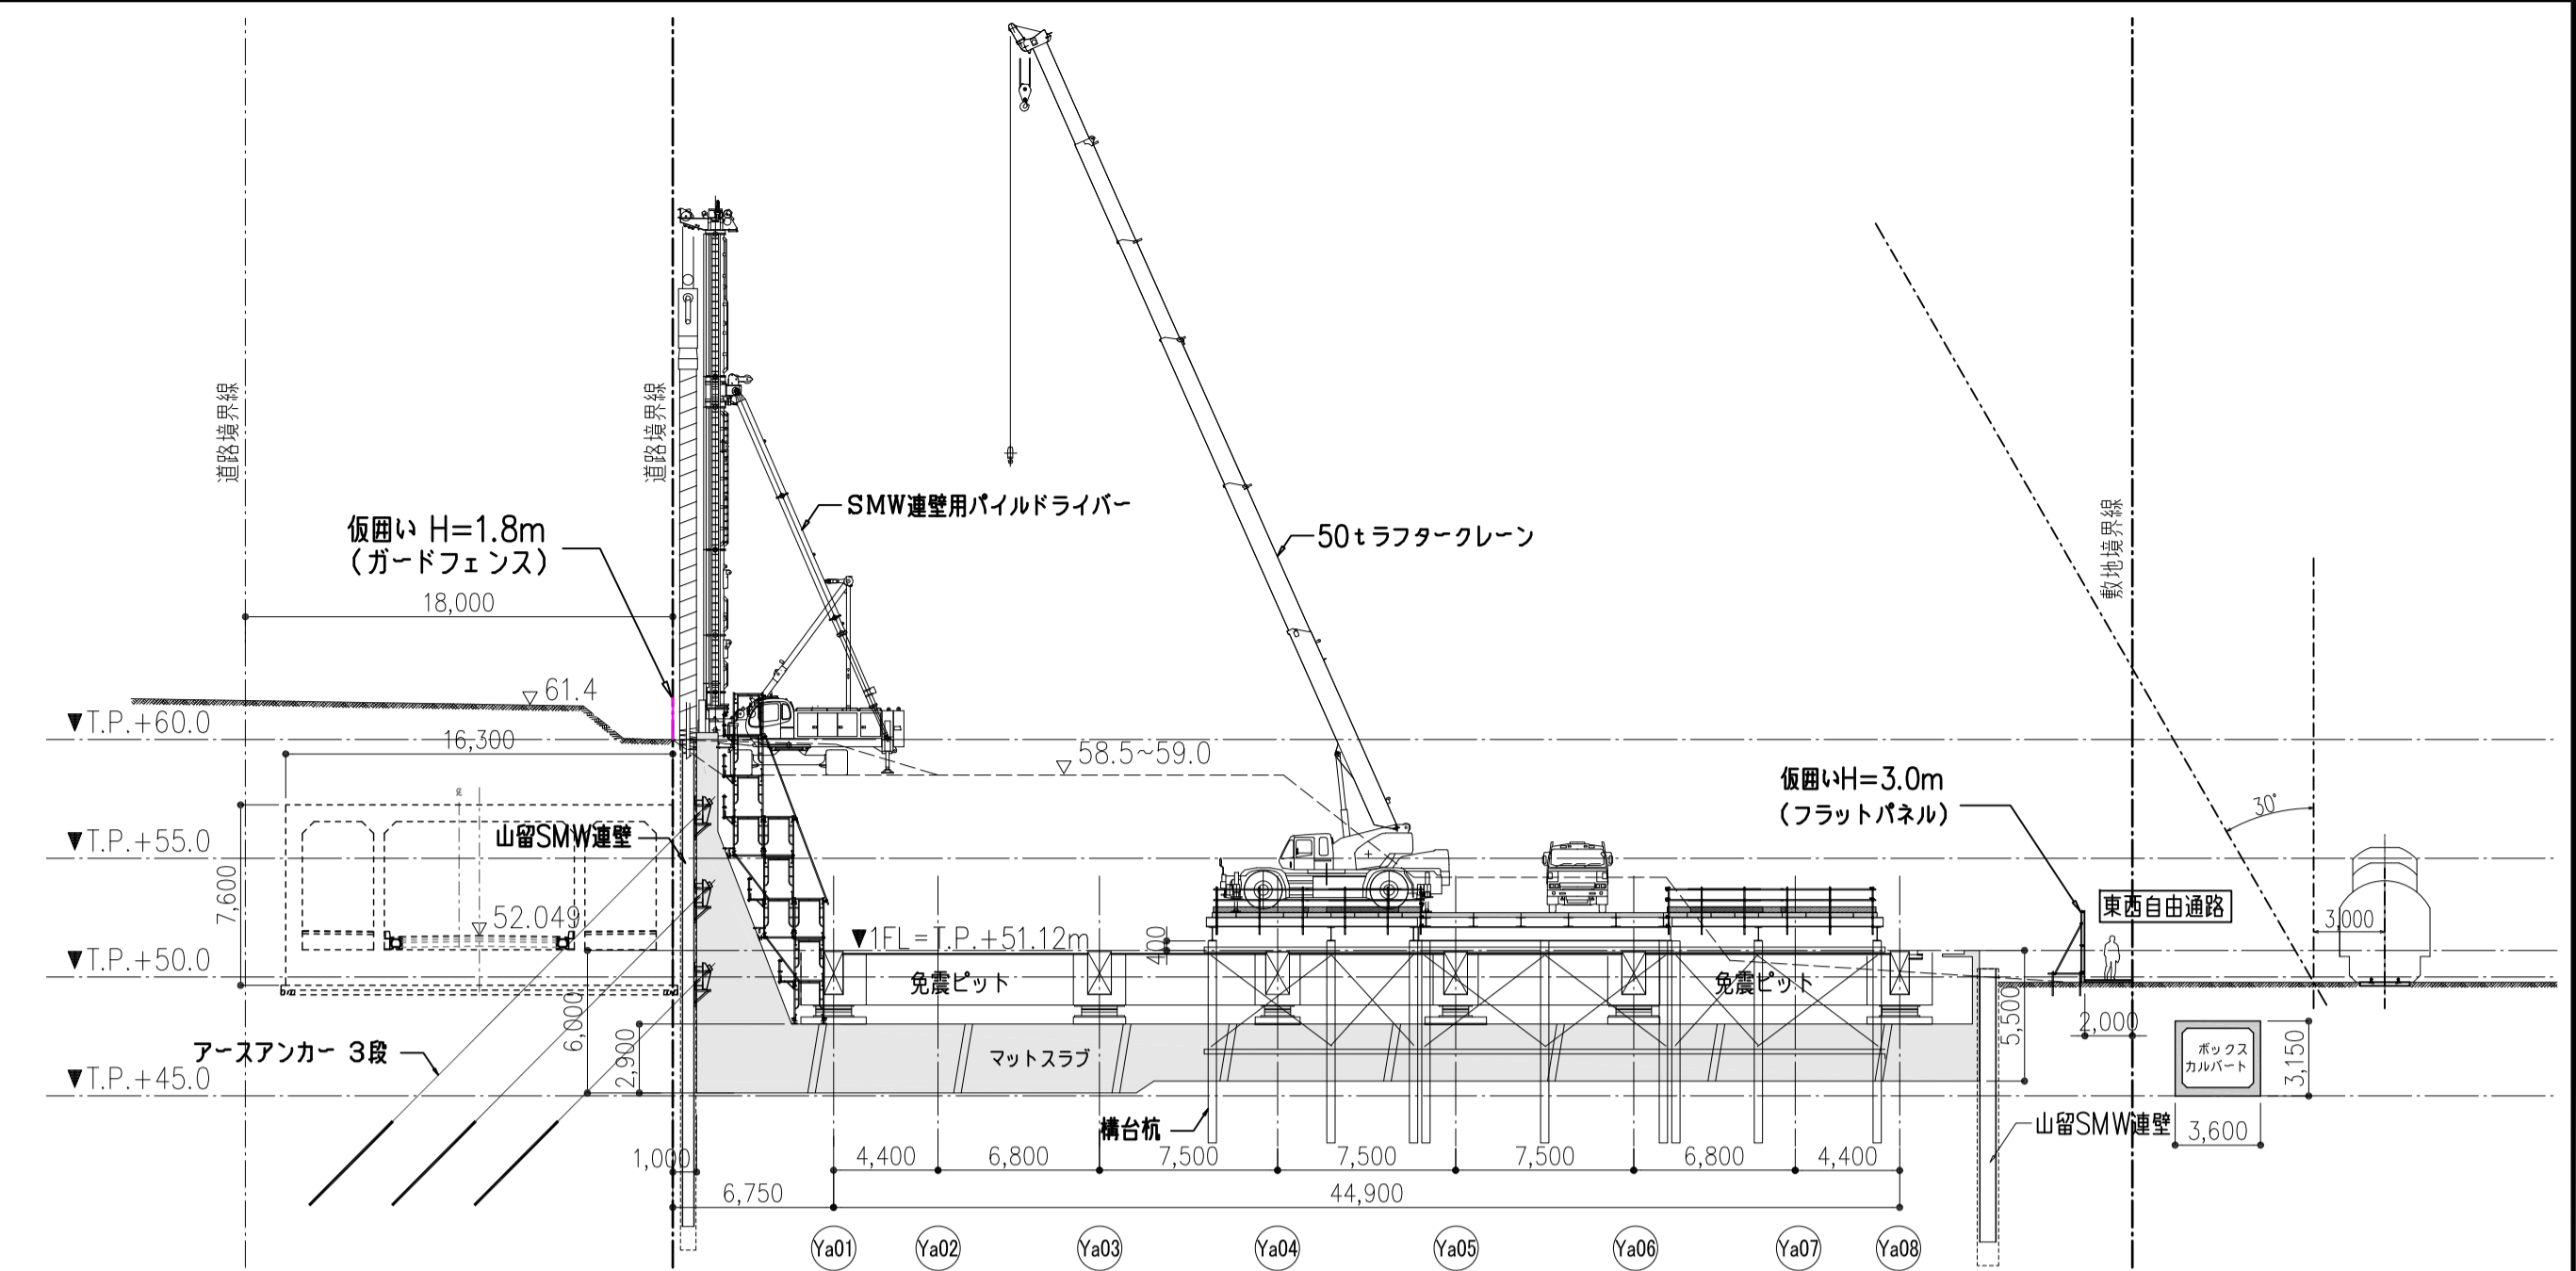 道路境界線
道路境界線
敷地境界線
SMW連壁用パイルドライバー
50tラフタークレーン
仮囲い H=1.8m
(ガードフェンス)
18,000
61.4
▼T.P.+60.0
16,300
58.5~59.0
仮囲いH=3.0m
(フラットパネル)
30°
山留SMW連壁
▼T.P.+55.0
7,600
52.049
東西自由通路
3,000
▼1FL=T.P.+51.12m
400
▼T.P.+50.0
免震ピット
免震ピット
6,000
2,900
5,500
2,000
アースアンカー 3段
マットスラブ
ボックス
カルバート
3,150
▼T.P.+45.0
構台杭
山留SMW連壁
3,600
1,000
4,400
6,800
7,500
7,500
7,500
6,800
4,400
6,750
44,900
Ya01
Ya02
Ya03
Ya04
Ya05
Ya06
Ya07
Ya08